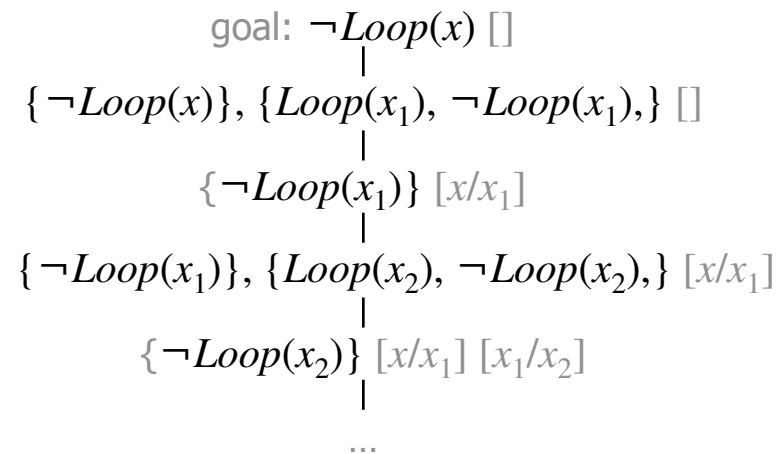 goal: ¬Loop(x) []
{¬Loop(x)}, {Loop(x₁), ¬Loop(x₁),} []
{¬Loop(x₁)} [x/x₁]
{¬Loop(x₁)}, {Loop(x₂), ¬Loop(x₂),} [x/x₁]
{¬Loop(x₂)} [x/x₁] [x₁/x₂]
...